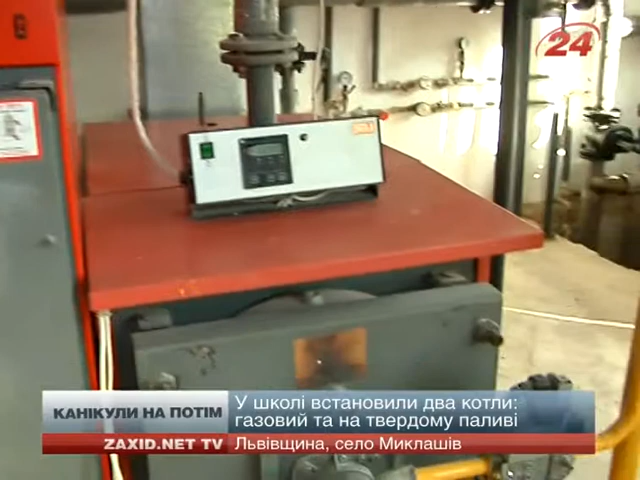 24
КАНІКУЛИ НА ПОТІМ
У школі встановили два котли:
газовий та на твердому паливі
ZAXID.NET TV
Львівщина, село Миклашів